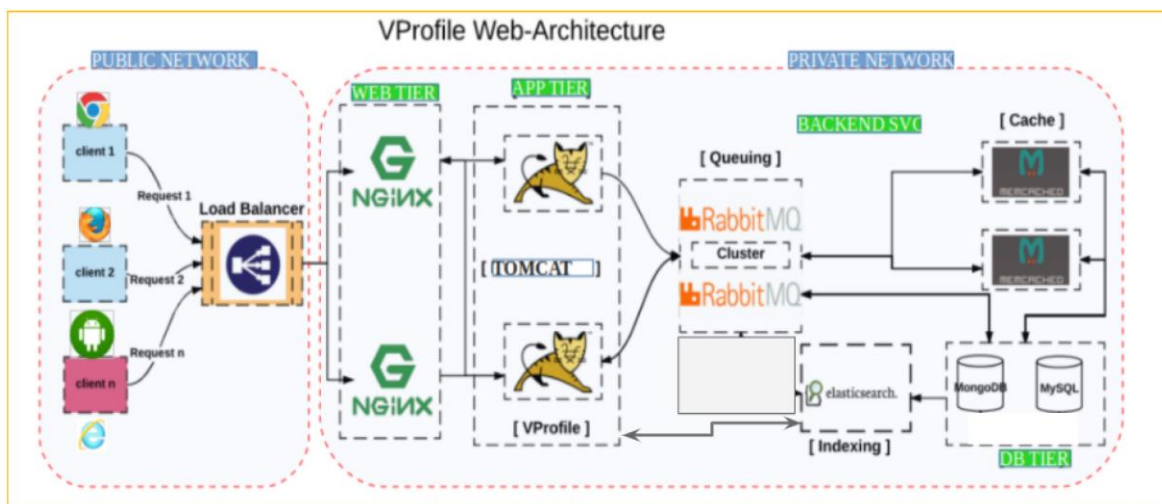 VProfile Web-Architecture
PUBLIC NETWORK
PRIVATE NETWORK
WEB TIER
APP TIER
BACKEND SVC
[ Cache ]
client 1
Request 1
NGINX
[ Queuing ]
MEMCACHED
Load Balancer
RabbitMQ
client 2
Request 2
[ TOMCAT ]
Cluster
MEMCACHED
RabbitMQ
client n
Request n
NGINX
elasticsearch.
MongoDB
MySQL
[ VProfile ]
[ Indexing ]
DB TIER